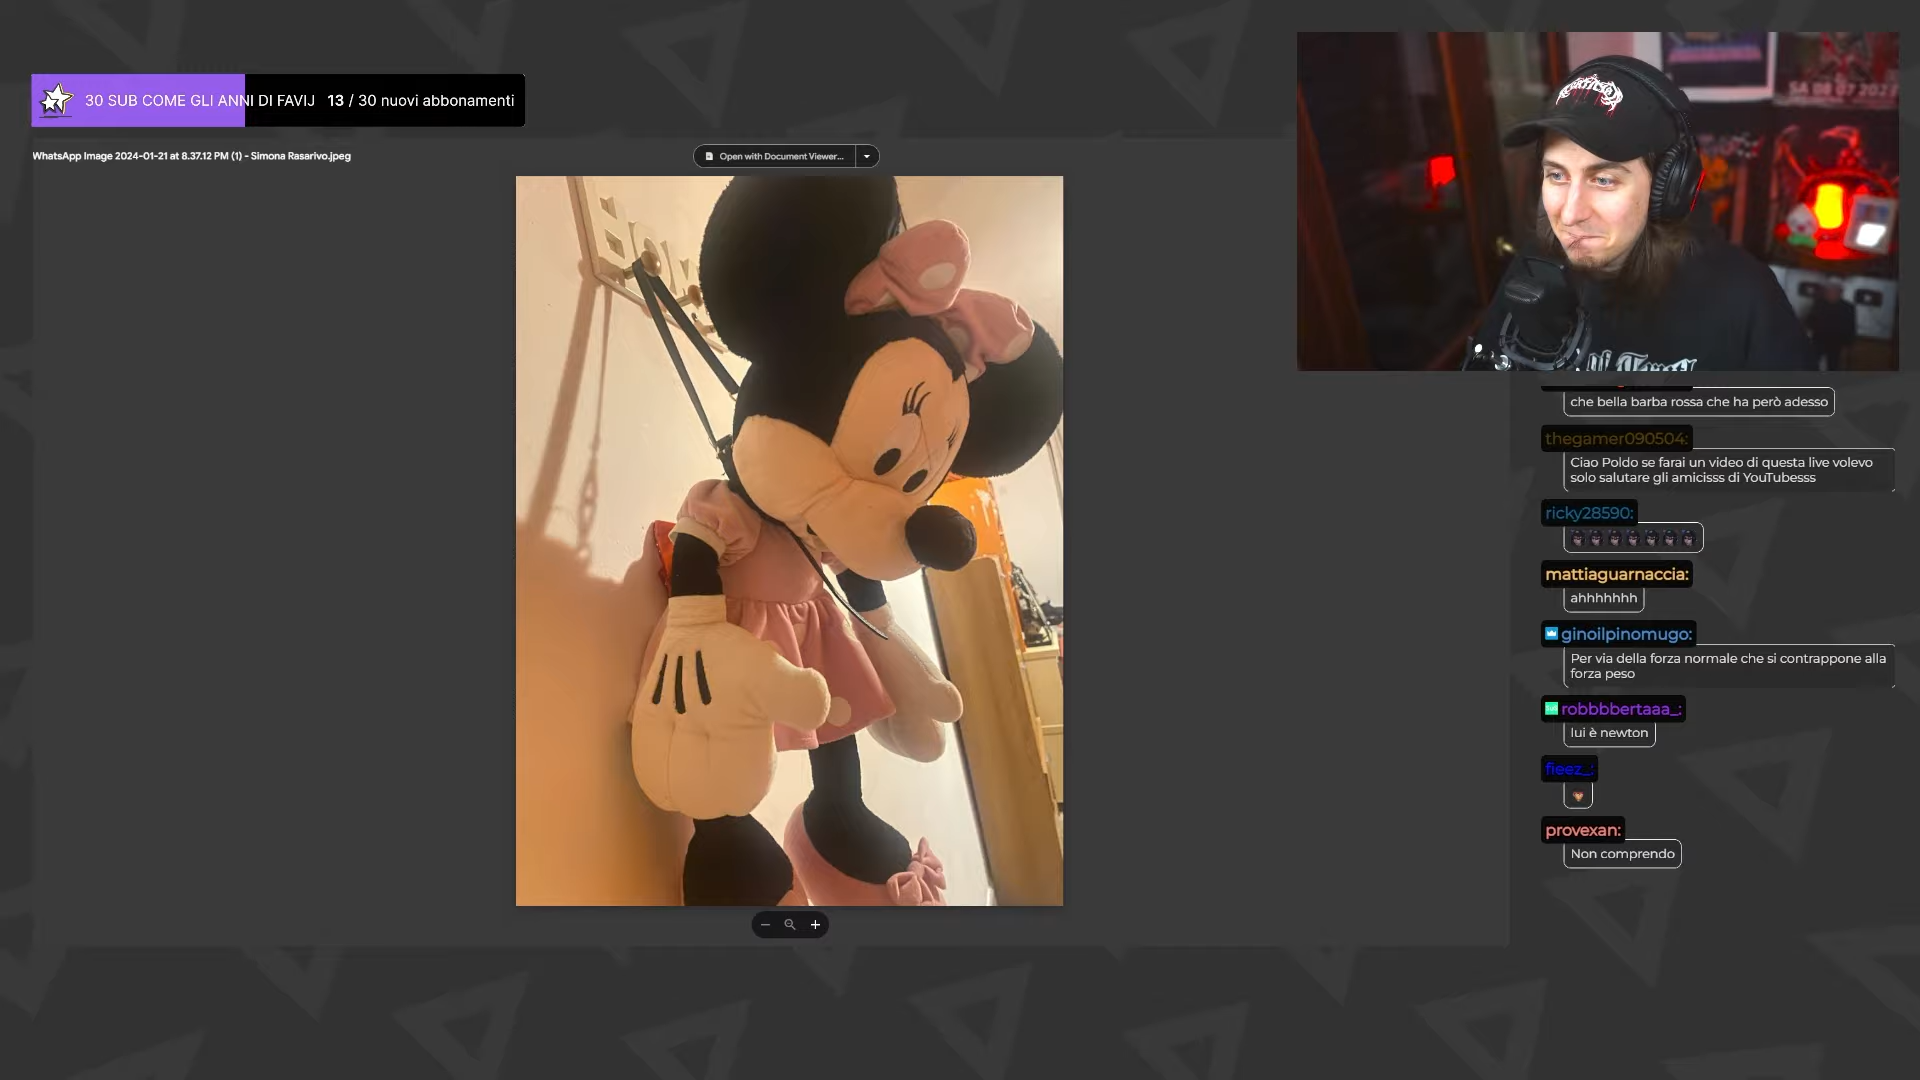 30 SUB COME GLI ANNI DI FAVIJ 13 / 30 nuovi abbonamenti
WhatsApp Image 2024-01-21 at 8.37.12 PM (1) - Simona Rasarivo.jpeg
Open with Document Viewer...
SA 08 07 202
che bella barba rossa che ha però adesso
thegamer090504:
Ciao Poldo se farai un video di questa live volevo
solo salutare gli amicisss di YouTubesss
ricky28590:
mattiaguarnaccia:
ahhhhhhh
ginoilpinomugo:
Per via della forza normale che si contrappone alla
forza peso
robbbbertaaa_:
lui è newton
fieez_:
provexan:
Non comprendo